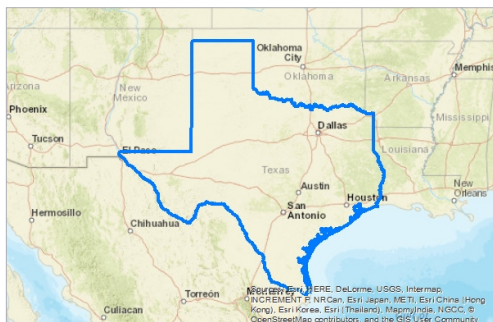 Oklahoma
City
Memphis
New
Mexico
Oklahoma
Arkansas
Phoenix
Mississippi
Tucson
El Paso
Dallas
Louisiana
Texas
Austin
New
Orleans
Houston
San
Antonio
Hermosillo
Chihuahua
Torreón
Monterrey
Culiacan
Sources: Esri, HERE, DeLorme, USGS, Intermap,
INCREMENT P, NRCan, Esri Japan, METI, Esri China (Hong
Kong), Esri Korea, Esri (Thailand), MapmyIndia, NGCC, ©
OpenStreetMap contributors, and the GIS User Community